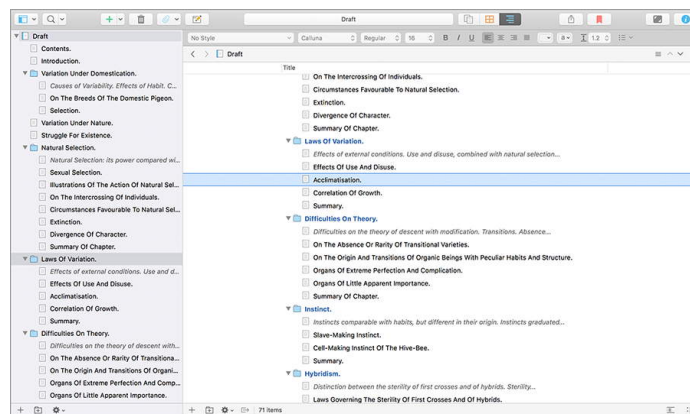 Draft
Draft
Contents.
Introduction.
Variation Under Domestication.
Causes of Variability. Effects of Habit. C...
On The Breeds Of The Domestic Pigeon.
Selection.
Variation Under Nature.
Struggle For Existence.
Natural Selection.
Natural Selection: its power compared wi...
Sexual Selection.
Illustrations Of The Action Of Natural Sel...
On The Intercrossing Of Individuals.
Circumstances Favourable To Natural Sel...
Extinction.
Divergence Of Character.
Summary Of Chapter.
Laws Of Variation.
Effects of external conditions. Use and d...
Effects Of Use And Disuse.
Acclimatisation.
Correlation Of Growth.
Summary.
Difficulties On Theory.
Difficulties on the theory of descent with...
On The Absence Or Rarity Of Transitiona...
On The Origin And Transitions Of Organi...
Organs Of Extreme Perfection And Comp...
Organs Of Little Apparent Importance.
No Style Calluna Regular 16 B I U 1.2
Draft
Title
On The Intercrossing Of Individuals.
Circumstances Favourable To Natural Selection.
Extinction.
Divergence Of Character.
Summary Of Chapter.
Laws Of Variation.
Effects of external conditions. Use and disuse, combined with natural selection...
Effects Of Use And Disuse.
Acclimatisation.
Correlation Of Growth.
Summary.
Difficulties On Theory.
Difficulties on the theory of descent with modification. Transitions. Absence...
On The Absence Or Rarity Of Transitional Varieties.
On The Origin And Transitions Of Organic Beings With Peculiar Habits And Structure.
Organs Of Extreme Perfection And Complication.
Organs Of Little Apparent Importance.
Summary Of Chapter.
Instinct.
Instincts comparable with habits, but different in their origin. Instincts graduated...
Slave-Making Instinct.
Cell-Making Instinct Of The Hive-Bee.
Summary.
Hybridism.
Distinction between the sterility of first crosses and of hybrids. Sterility...
Laws Governing The Sterility Of First Crosses And Of Hybrids.
71 items